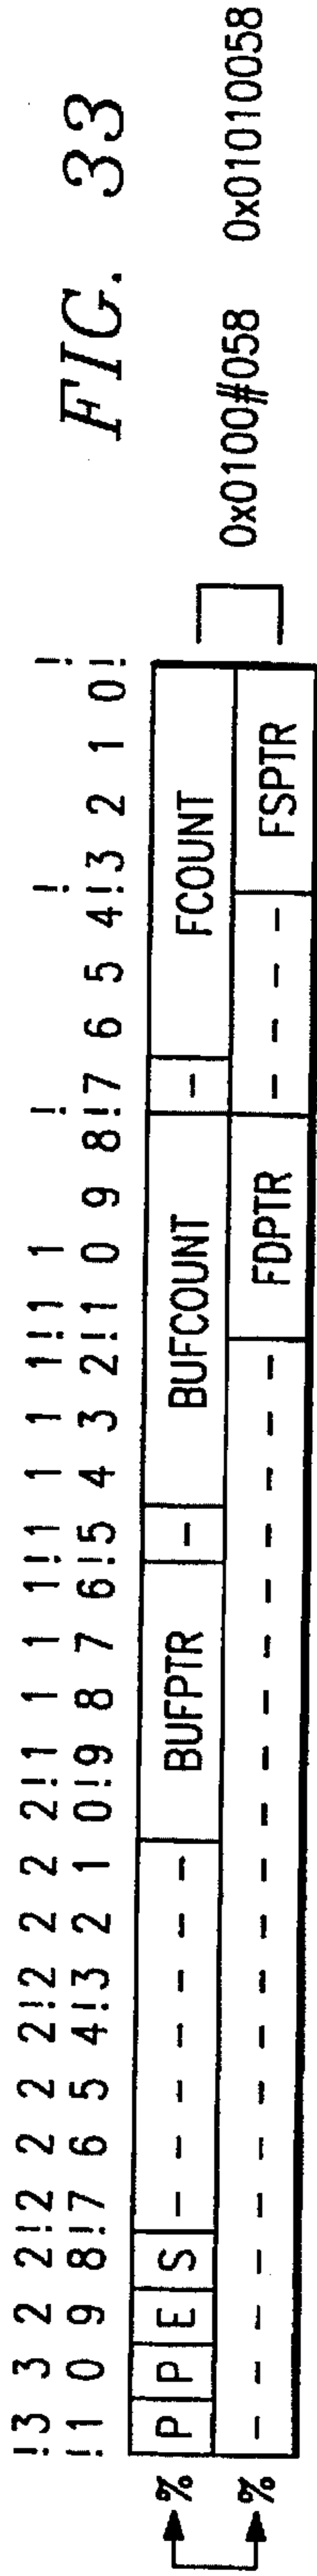 FIG. 33
!3 3 2 2!2 2 2 2!2 2 2 2!1 1 1 1!1 1 1 1!1 1 ! ! !
!1 0 9 8!7 6 5 4!3 2 1 0!9 8 7 6!5 4 3 2!1 0 9 8!7 6 5 4!3 2 1 0!
% P P E S - - - - - - - BUFPTR - BUFCOUNT - FCOUNT 0x0100#058 0x01010058
% - - - - - - - - - - - - - - - - - - - - FDPTR - - - - FSPTR